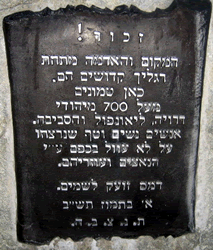 זכור!
המקום והאדמה מתחת
רגליך קדושים הם.
כאן טמונים
מעל 700 מיהודי
דרויה, ליאונפול והסביבה.
אנשים נשים וטף שנרצחו
על לא עוול בכפם ע״י
הנאצים ועוזריהם.
דמם זועק לשמים.
א׳ בתמוז תש״ב
ת. נ. צ. ב. ה.